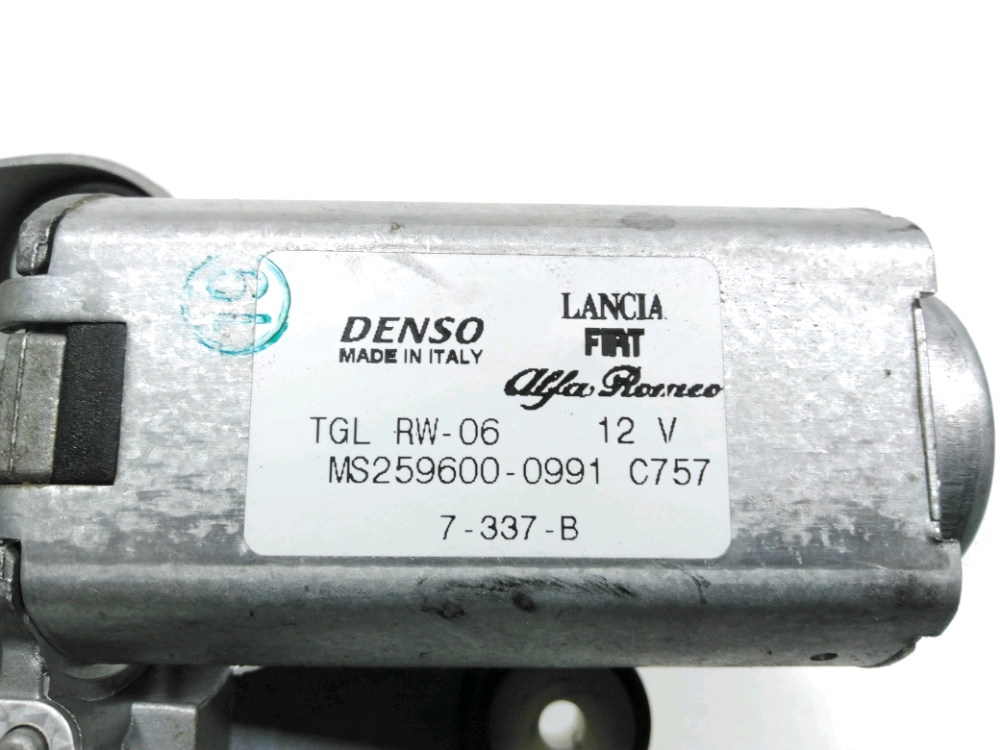 DENSO
MADE IN ITALY
LANCIA
FIAT
Alfa Romeo
TGL RW-06 12 V
MS259600-0991 C757
7-337-B